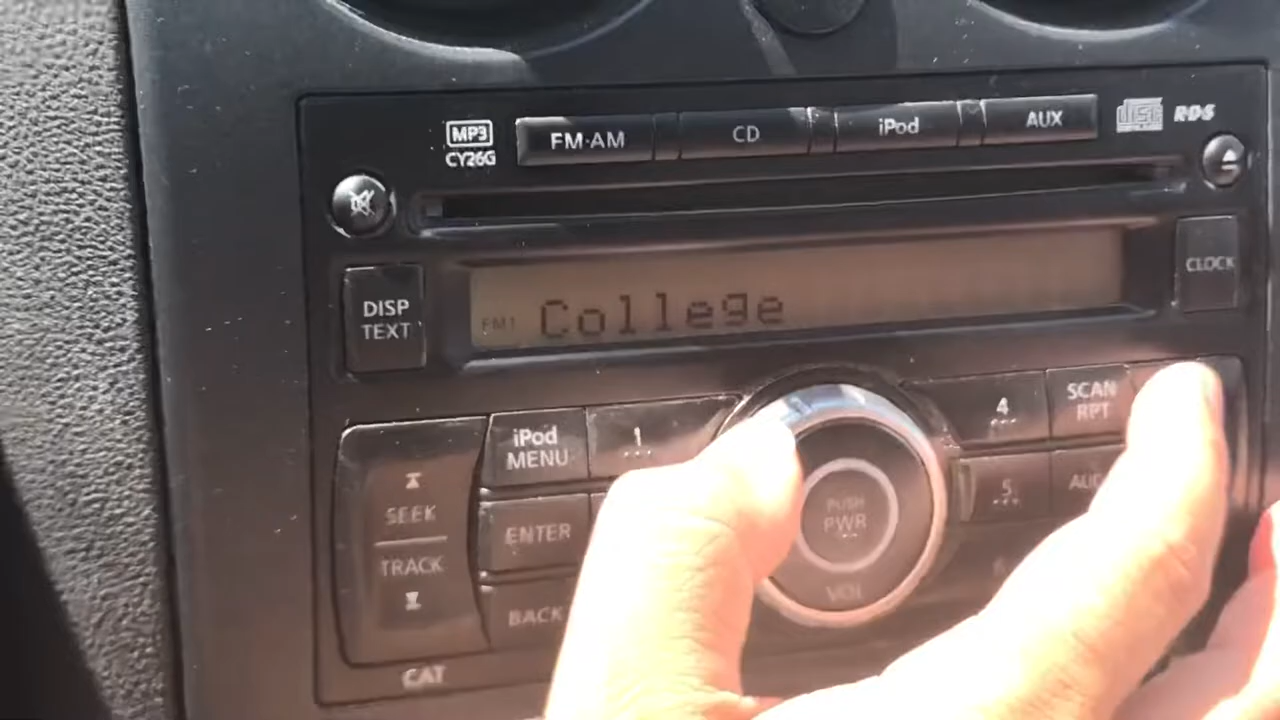 MP3
CY26G
FM·AM
CD
iPod
AUX
DISC
RDS
DISP
TEXT
CLOCK
FM1 College
iPod
MENU
1
4
SCAN
RPT
SEEK
TRACK
ENTER
5
PUSH
PWR
VOL
BACK
CAT